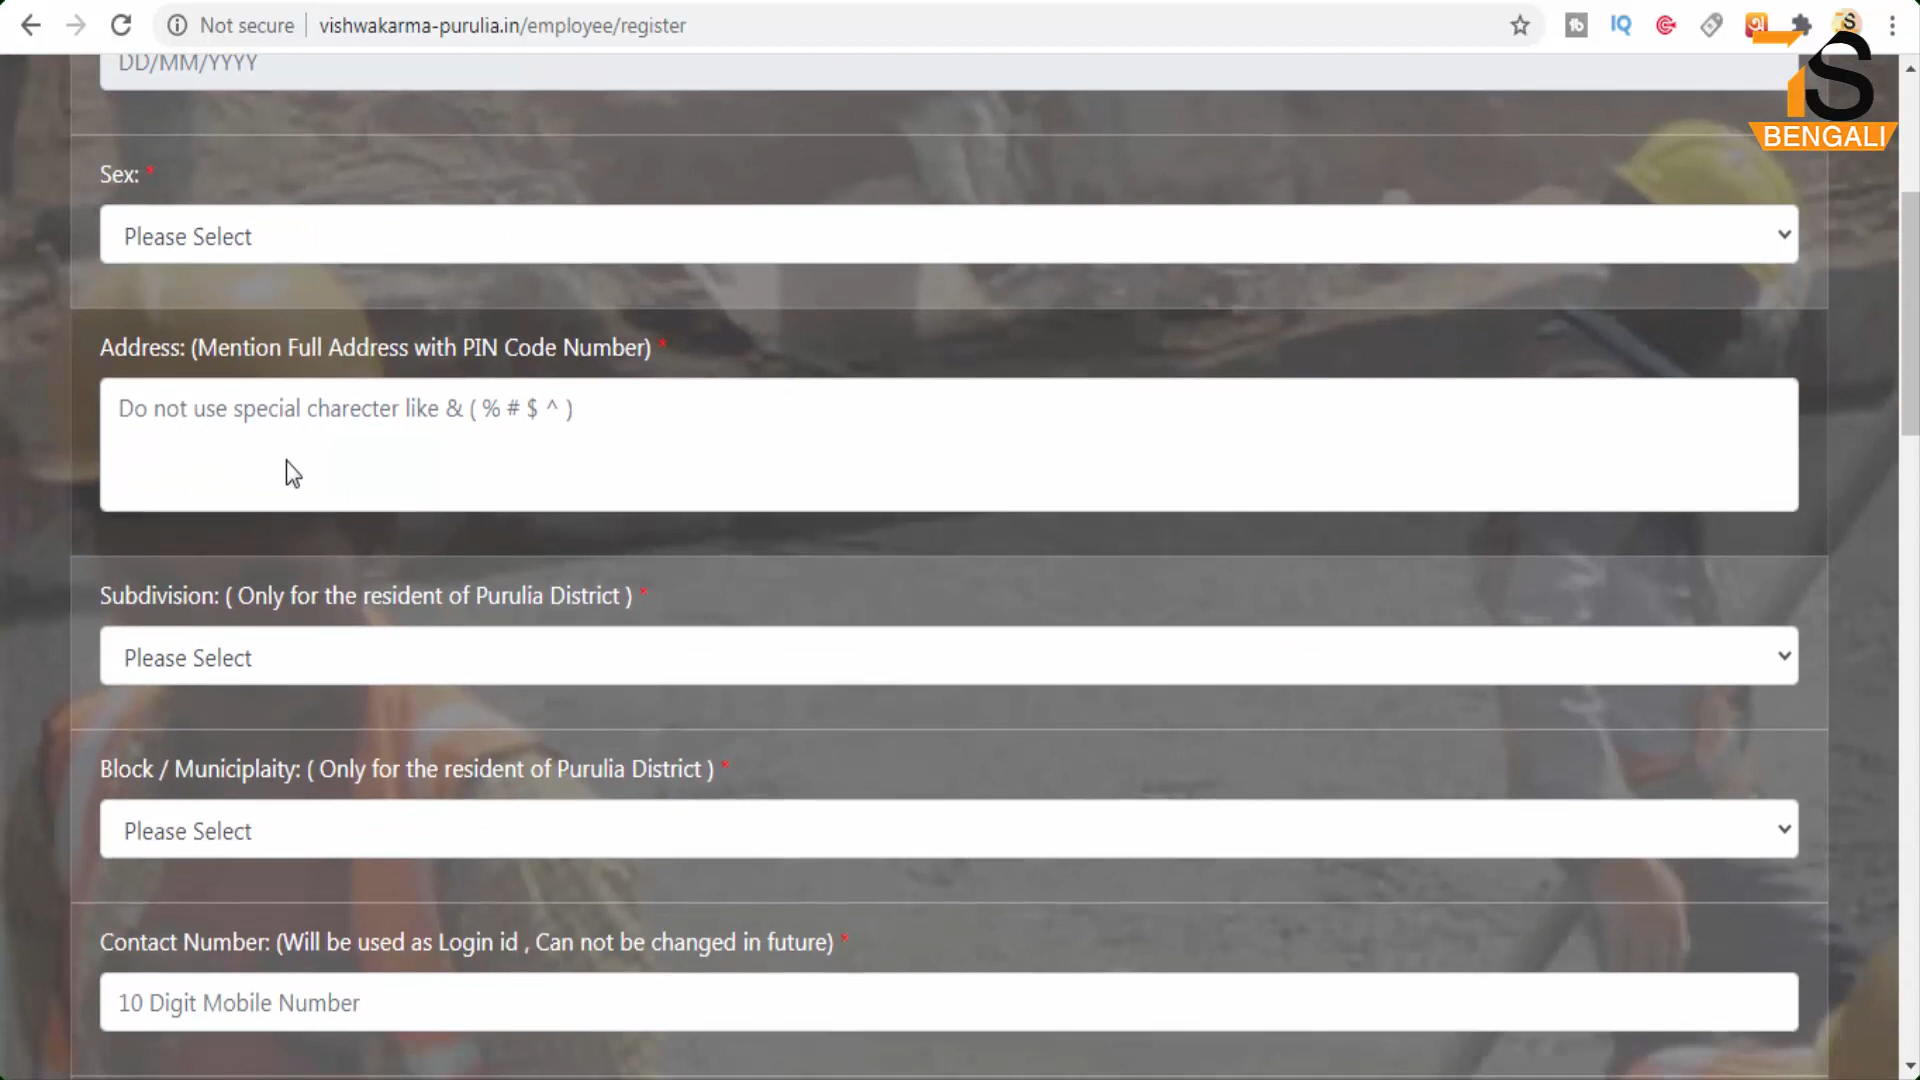 Not secure
vishwakarma-purulia.in/employee/register
DD/MM/YYYY
S
BENGALI
Sex: *
Please Select
Address: (Mention Full Address with PIN Code Number) *
Do not use special charecter like & ( % # $ ^ )
Subdivision: ( Only for the resident of Purulia District ) *
Please Select
Block / Municiplaity: ( Only for the resident of Purulia District ) *
Please Select
Contact Number: (Will be used as Login id , Can not be changed in future) *
10 Digit Mobile Number